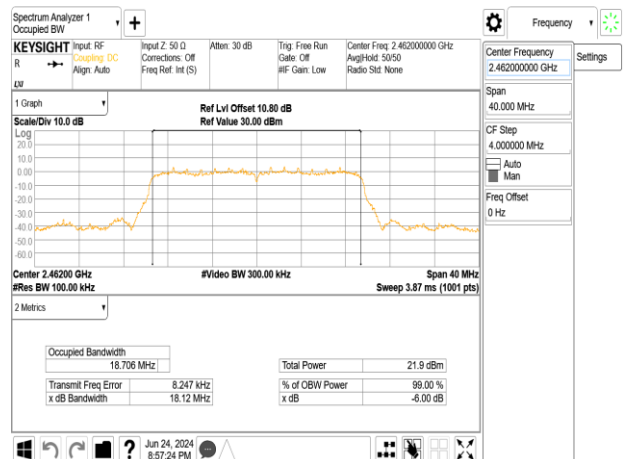 Spectrum Analyzer 1
Occupied BW
Frequency
KEYSIGHT Input: RF Input Z: 50 Ω Atten: 30 dB Trig: Free Run Center Freq: 2.462000000 GHz
R Coupling: DC Corrections: Off Gate: Off Avg|Hold: 50/50
Align: Auto Freq Ref: Int (S) #IF Gain: Low Radio Std: None
LXI
Center Frequency
2.462000000 GHz
Settings
Span
40.000 MHz
CF Step
4.000000 MHz
Auto
Man
Freq Offset
0 Hz
1 Graph
Ref Lvl Offset 10.80 dB
Scale/Div 10.0 dB Ref Value 30.00 dBm
Log
20.0
10.0
0.00
-10.0
-20.0
-30.0
-40.0
-50.0
-60.0
Center 2.46200 GHz #Video BW 300.00 kHz Span 40 MHz
#Res BW 100.00 kHz Sweep 3.87 ms (1001 pts)
2 Metrics
Occupied Bandwidth
18.706 MHz Total Power 21.9 dBm
Transmit Freq Error 8.247 kHz % of OBW Power 99.00 %
x dB Bandwidth 18.12 MHz x dB -6.00 dB
? Jun 24, 2024
8:57:24 PM